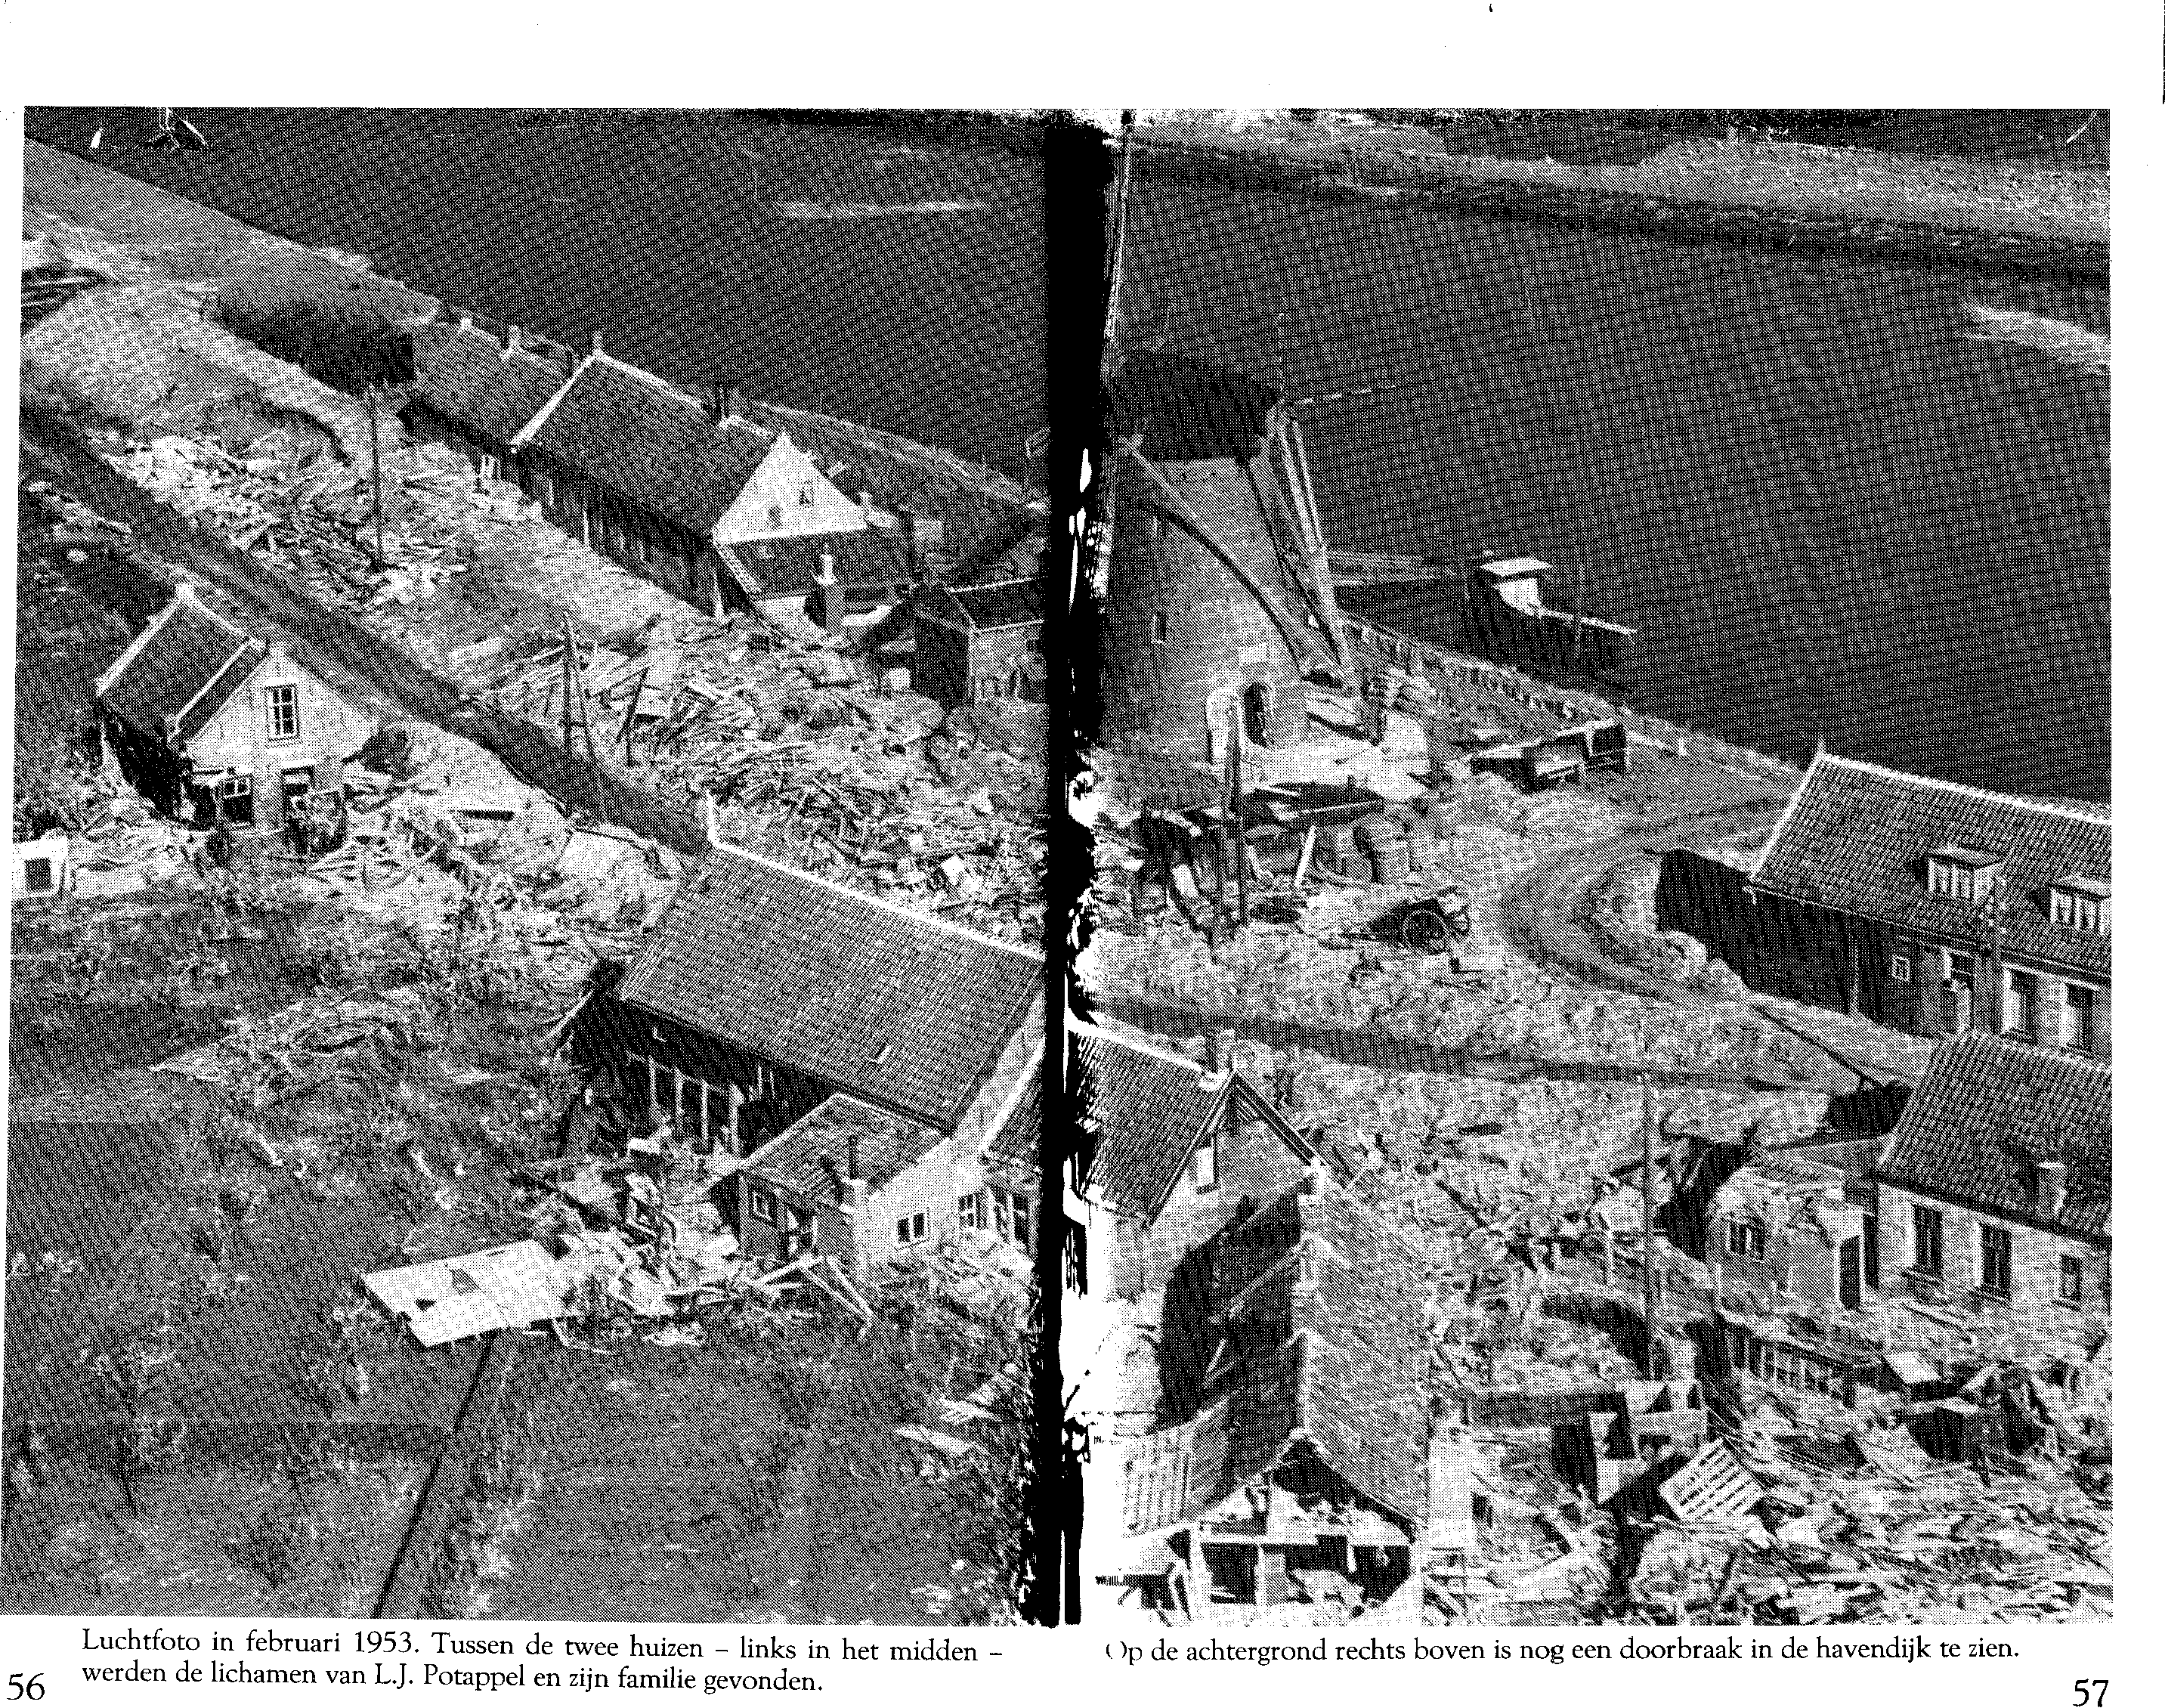 Luchtfoto in februari 1953. Tussen de twee huizen – links in het midden –
werden de lichamen van L.J. Potappel en zijn familie gevonden.
56
Op de achtergrond rechts boven is nog een doorbraak in de havendijk te zien.
57